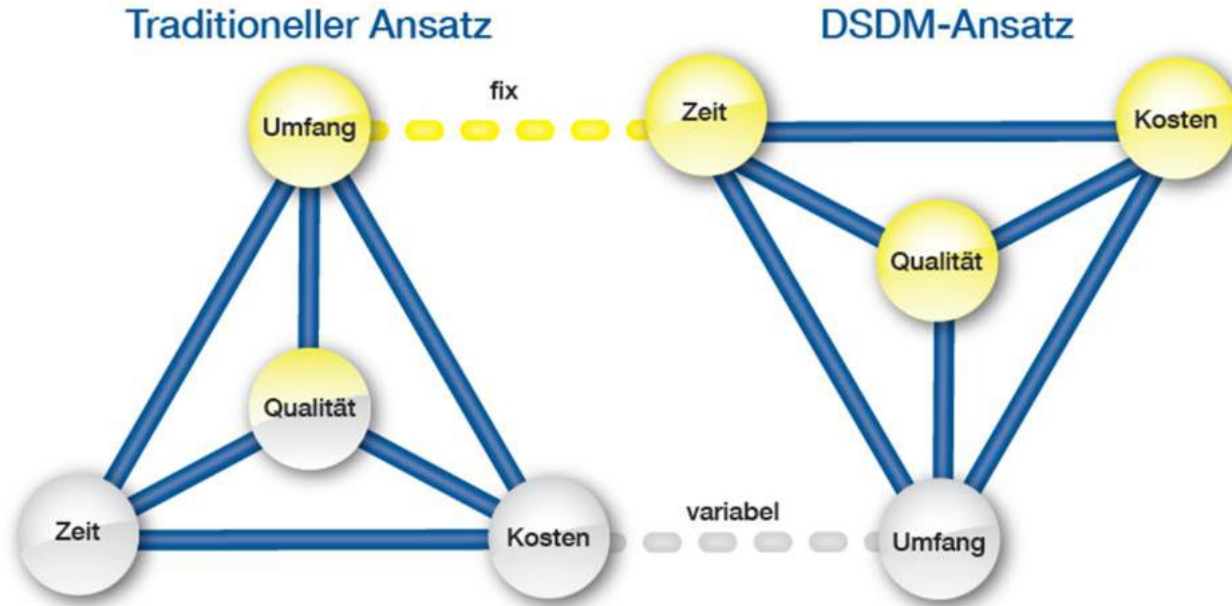 Traditioneller Ansatz
DSDM-Ansatz
fix
Umfang
Zeit
Kosten
Qualität
Qualität
Zeit
Kosten
variabel
Umfang